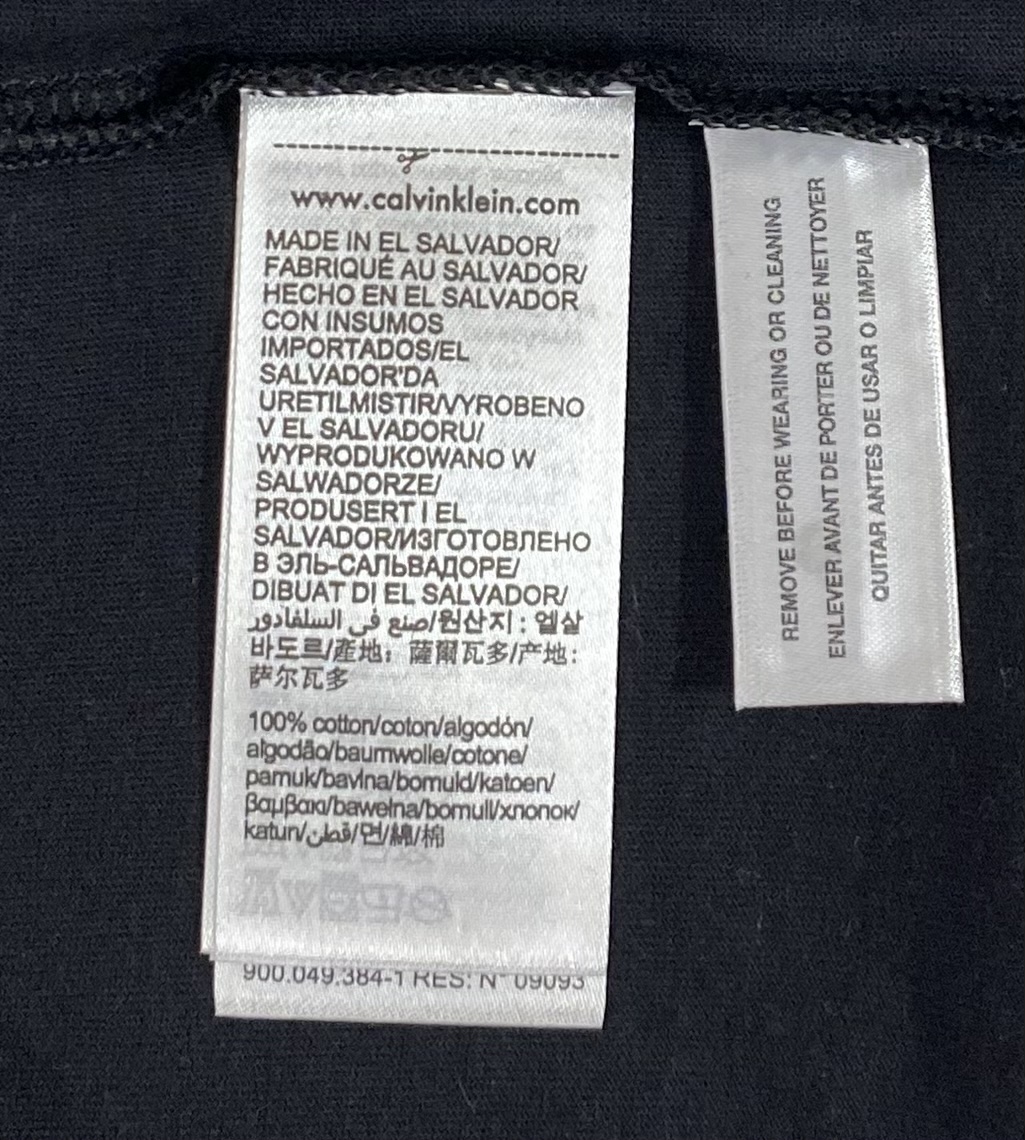 www.calvinklein.com
MADE IN EL SALVADOR/
FABRIQUÉ AU SALVADOR/
HECHO EN EL SALVADOR
CON INSUMOS
IMPORTADOS/EL
SALVADOR'DA
URETILMISTIR/VYROBENO
V EL SALVADORU/
WYPRODUKOWANO W
SALWADORZE/
PRODUSERT I EL
SALVADOR/ИЗГОТОВЛЕНО
В ЭЛЬ-САЛЬВАДОРЕ/
DIBUAT DI EL SALVADOR/
صنع في السلفادور/원산지 : 엘살
바도르/產地：薩爾瓦多/产地：
萨尔瓦多
100% cotton/coton/algodón/
algodão/baumwolle/cotone/
pamuk/bavlna/bomuld/katoen/
βαμβακι/bawełna/bomull/хлопок/
katun/قطن/면/綿/棉
900.049.384-1 RES: N° 09093
REMOVE BEFORE WEARING OR CLEANING
ENLEVER AVANT DE PORTER OU DE NETTOYER
QUITAR ANTES DE USAR O LIMPIAR